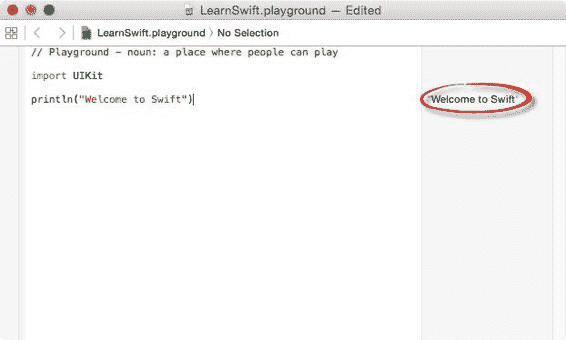 LearnSwift.playground — Edited
LearnSwift.playground 〉 No Selection
// Playground - noun: a place where people can play
import UIKit
println("Welcome to Swift")
"Welcome to Swift"